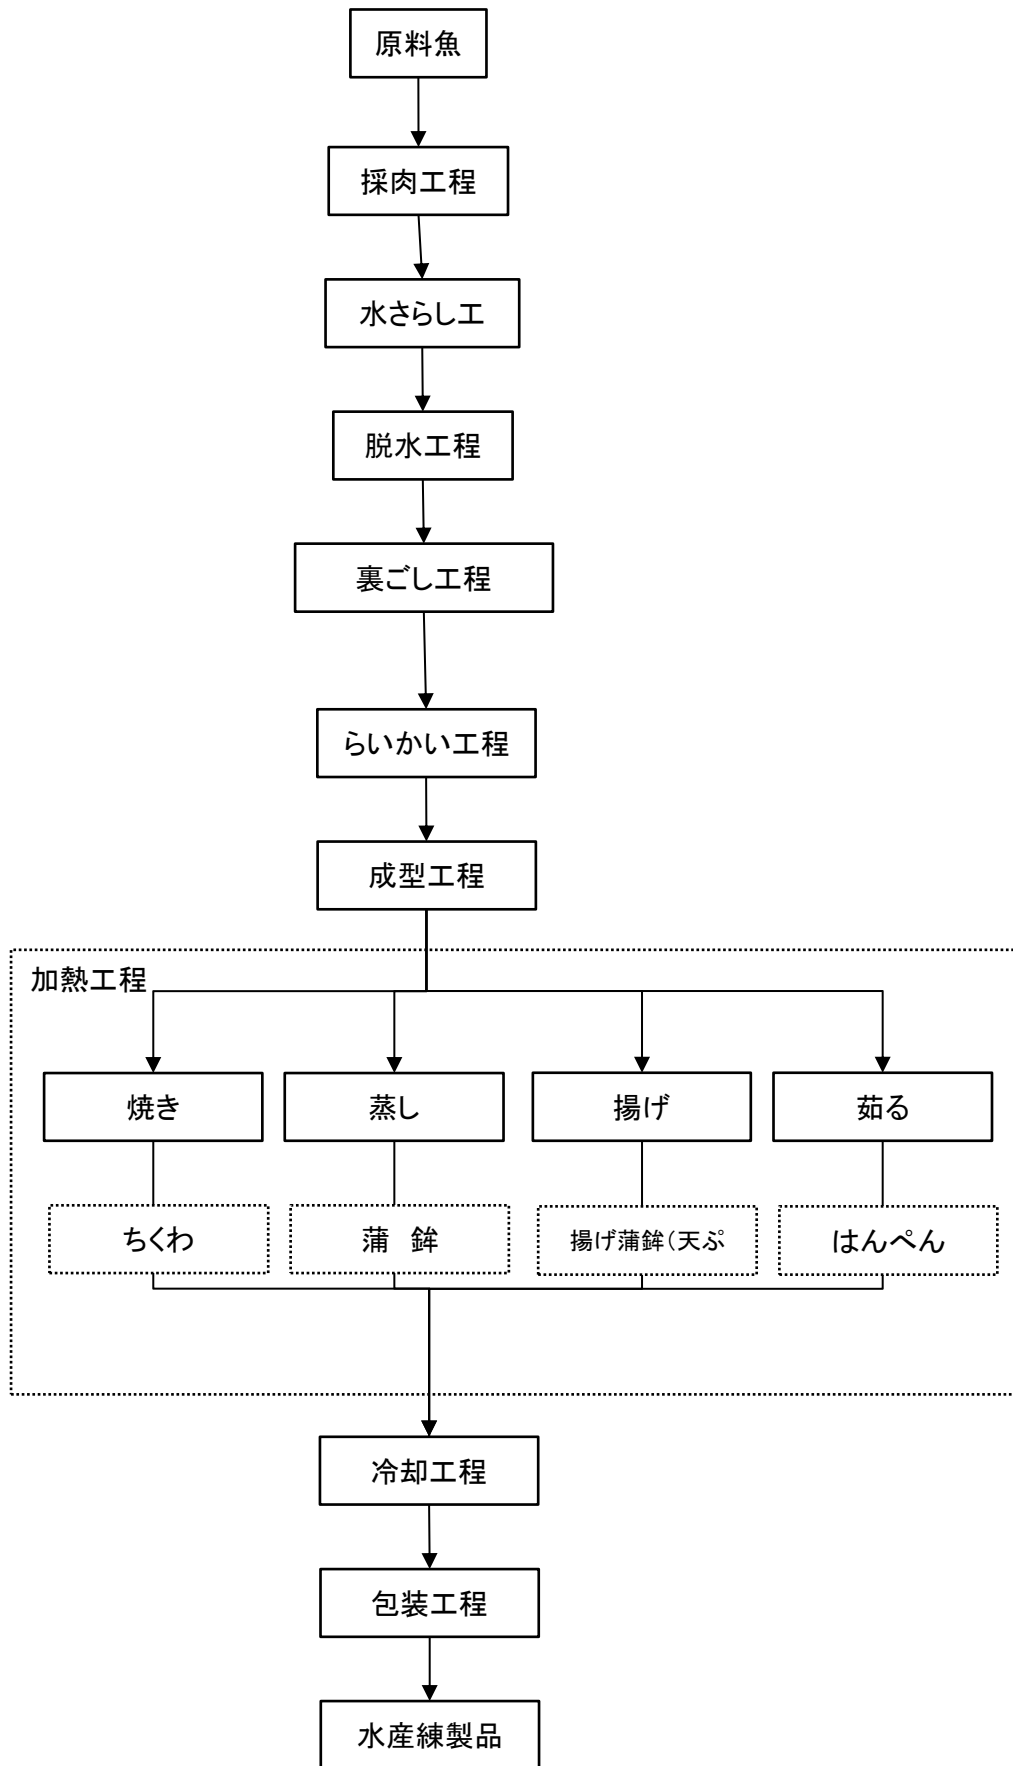 原料魚
採肉工程
水さらし工
脱水工程
裏ごし工程
らいかい工程
成型工程
加熱工程
焼き
蒸し
揚げ
茹る
ちくわ
蒲 鉾
揚げ蒲鉾(天ぷ
はんぺん
冷却工程
包装工程
水産練製品